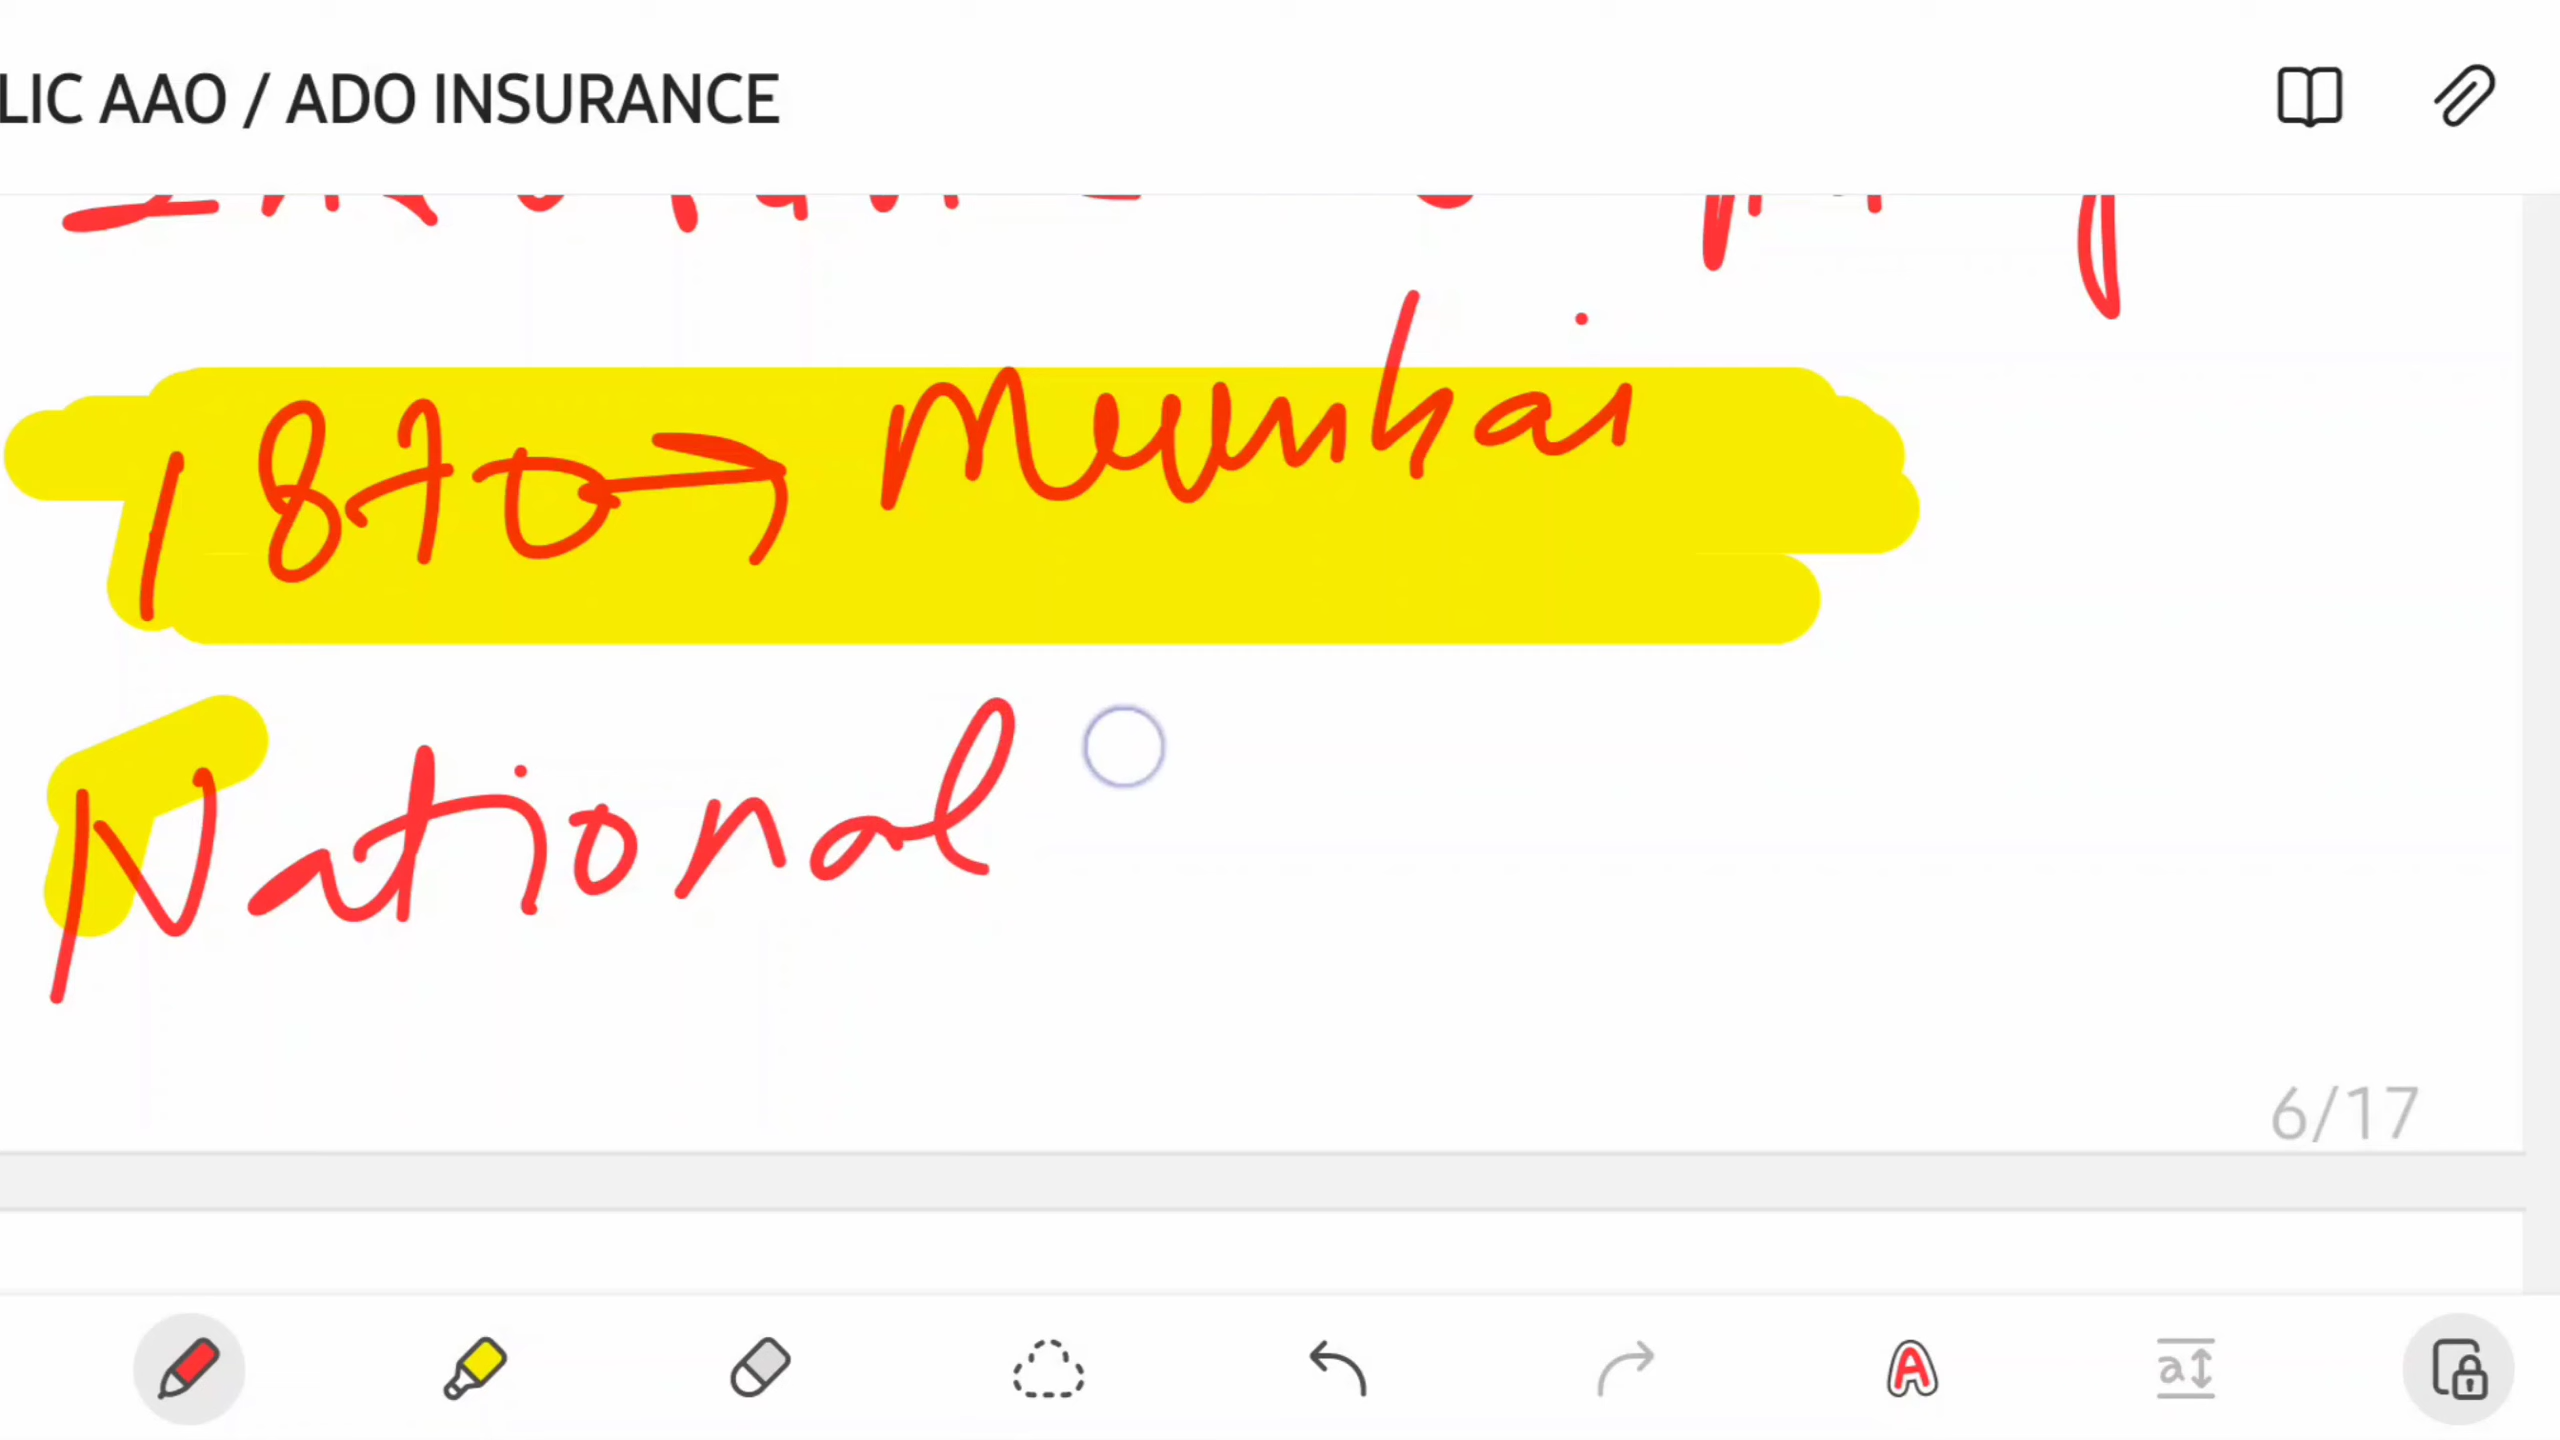 LIC AAO / ADO INSURANCE
1870 → Mumbai
National
6/17
A
a